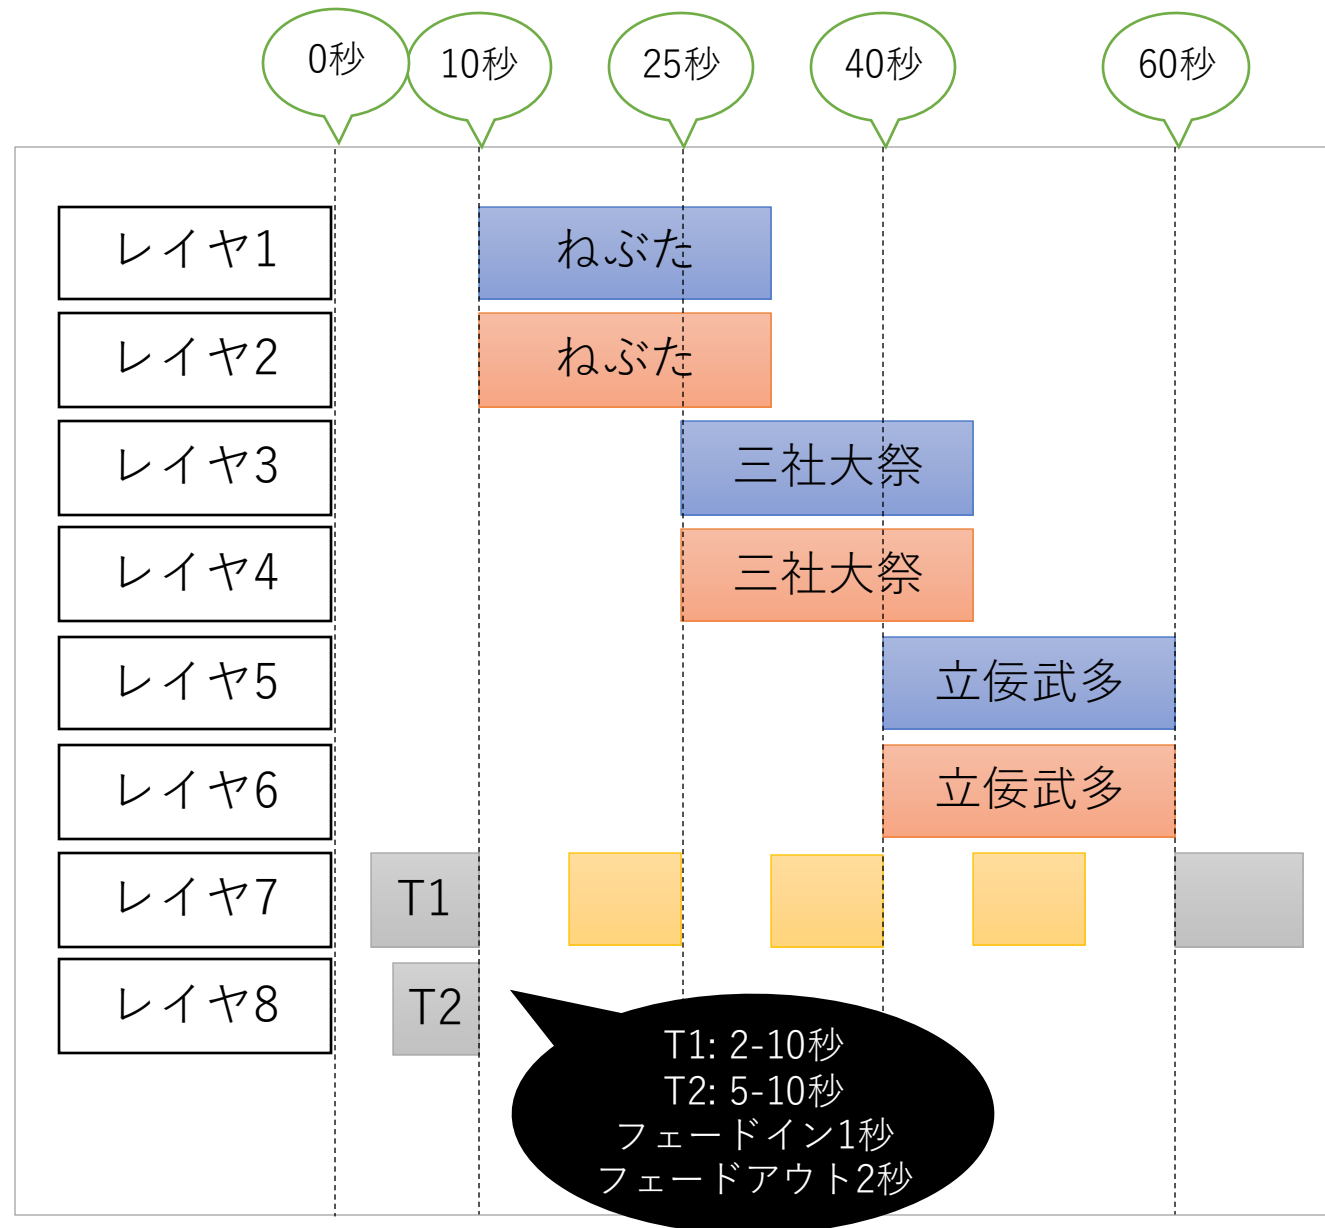 0秒
10秒
25秒
40秒
60秒
レイヤ1
ねぶた
レイヤ2
ねぶた
レイヤ3
三社大祭
レイヤ4
三社大祭
レイヤ5
立佞武多
レイヤ6
立佞武多
レイヤ7
T1
レイヤ8
T2
T1: 2-10秒
T2: 5-10秒
フェードイン1秒
フェードアウト2秒